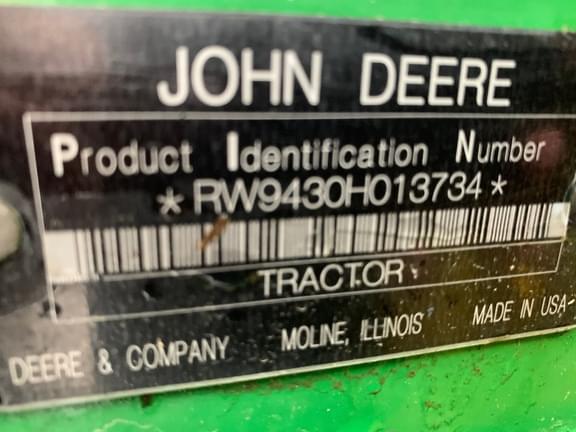 JOHN DEERE
Product Identification Number
*RW9430H013734*
TRACTOR
DEERE & COMPANY MOLINE, ILLINOIS MADE IN USA